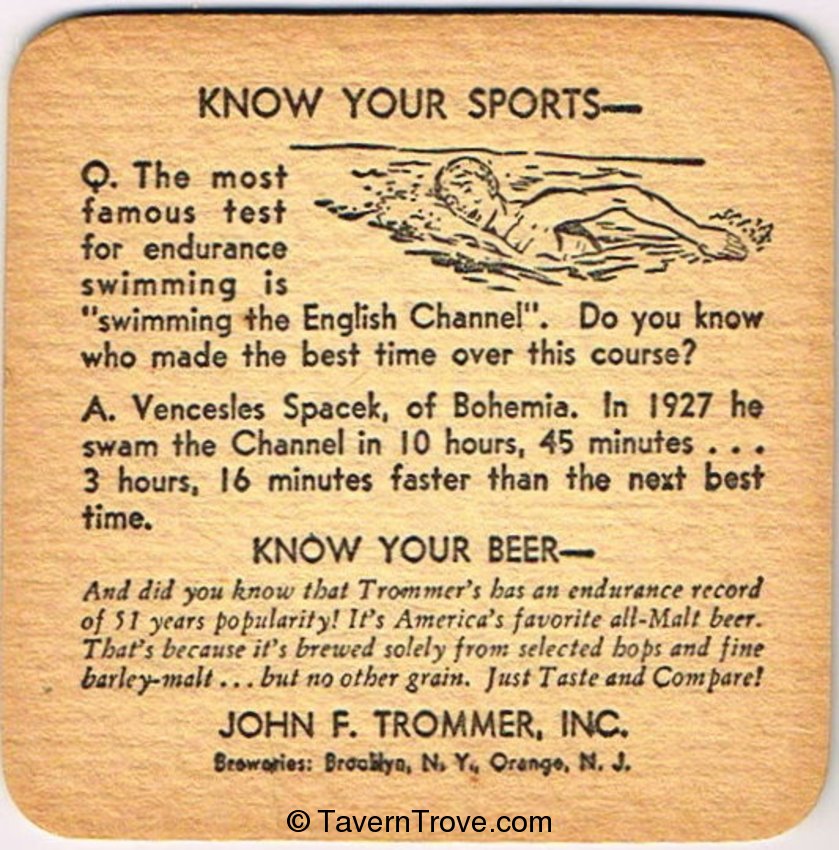 KNOW YOUR SPORTS—
Q. The most
famous test
for endurance
swimming is
"swimming the English Channel". Do you know
who made the best time over this course?
A. Vencesles Spacek, of Bohemia. In 1927 he
swam the Channel in 10 hours, 45 minutes . . .
3 hours, 16 minutes faster than the next best
time.
KNOW YOUR BEER—
And did you know that Trommer's has an endurance record
of 51 years popularity! It's America's favorite all-Malt beer.
That's because it's brewed solely from selected hops and fine
barley-malt . . . but no other grain. Just Taste and Compare!
JOHN F. TROMMER, INC.
Breweries: Brooklyn, N. Y., Orange, N. J.
© TavernTrove.com